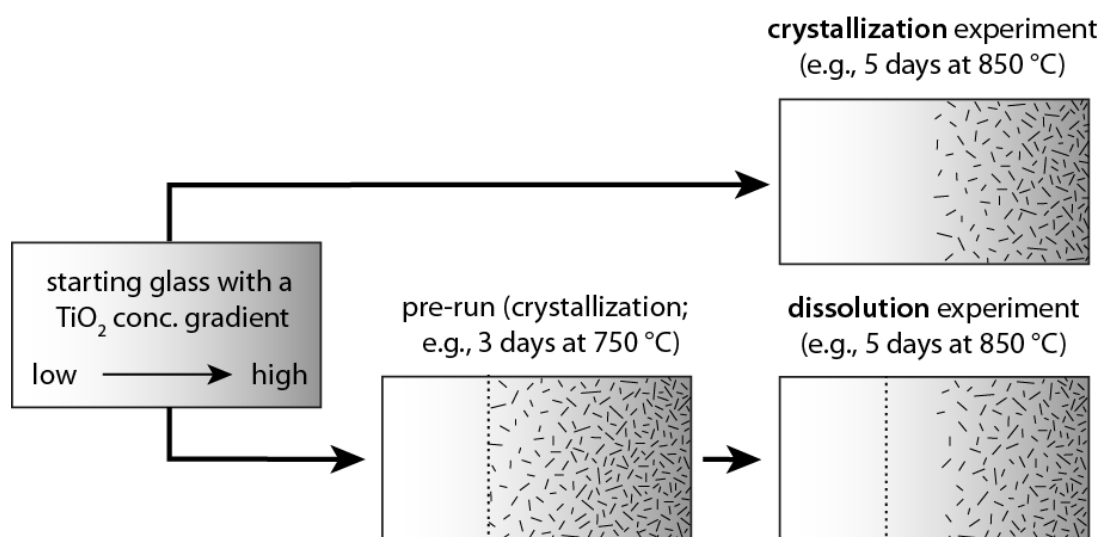 crystallization experiment
(e.g., 5 days at 850 °C)
starting glass with a
TiO₂ conc. gradient
low high
pre-run (crystallization;
e.g., 3 days at 750 °C)
dissolution experiment
(e.g., 5 days at 850 °C)